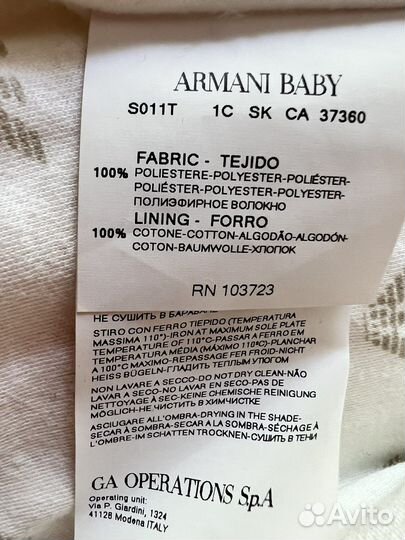 ARMANI BABY
S011T 1C SK CA 37360
FABRIC - TEJIDO
100% POLIESTERE-POLYESTER-POLIÉSTER-
POLIÉSTER-POLYESTER-POLYESTER-
ПОЛИЭФИРНОЕ ВОЛОКНО
LINING - FORRO
100% COTONE-COTTON-ALGODÃO-ALGODÓN-
COTON-BAUMWOLLE-ХЛОПОК
RN 103723
НЕ СУШИТЬ В БАРАБАНЕ
STIRO CON FERRO TIEPIDO (TEMPERATURA
MASSIMA 110°)-IRON AT MAXIMUM SOLE PLATE
TEMPERATURE OF 110°C-PASSAR A FERRO EM
TEMPERATURA MÉDIA (MÁXIMO 110°)-PLANCHAR
A 100°C MAXIMO-REPASSAGE FER FROID-NICHT
HEISS BÜGELN-ГЛАДИТЬ ТЕПЛЫМ УТЮГОМ
NON LAVARE A SECCO-DO NOT DRY CLEAN-NÃO
LAVAR A SECO-NO LAVAR A SECO-PAS DE
NETTOYAGE À SEC-KEINE CHEMISCHE REINIGUNG
MÖGLICH-НЕ ЧИСТИТЬ В ХИМЧИСТКЕ
ASCIUGARE ALL'OMBRA-DRYING IN THE SHADE-
SECAR A SOMBRA-SECAR A LA SOMBRA-SÉCHER À
L'OMBRE-IM SCHATTEN TROCKNEN-СУШИТЬ В ТЕНИ
GA OPERATIONS S.p.A
Operating unit:
Via P. Giardini, 1324
41128 Modena ITALY
Avito